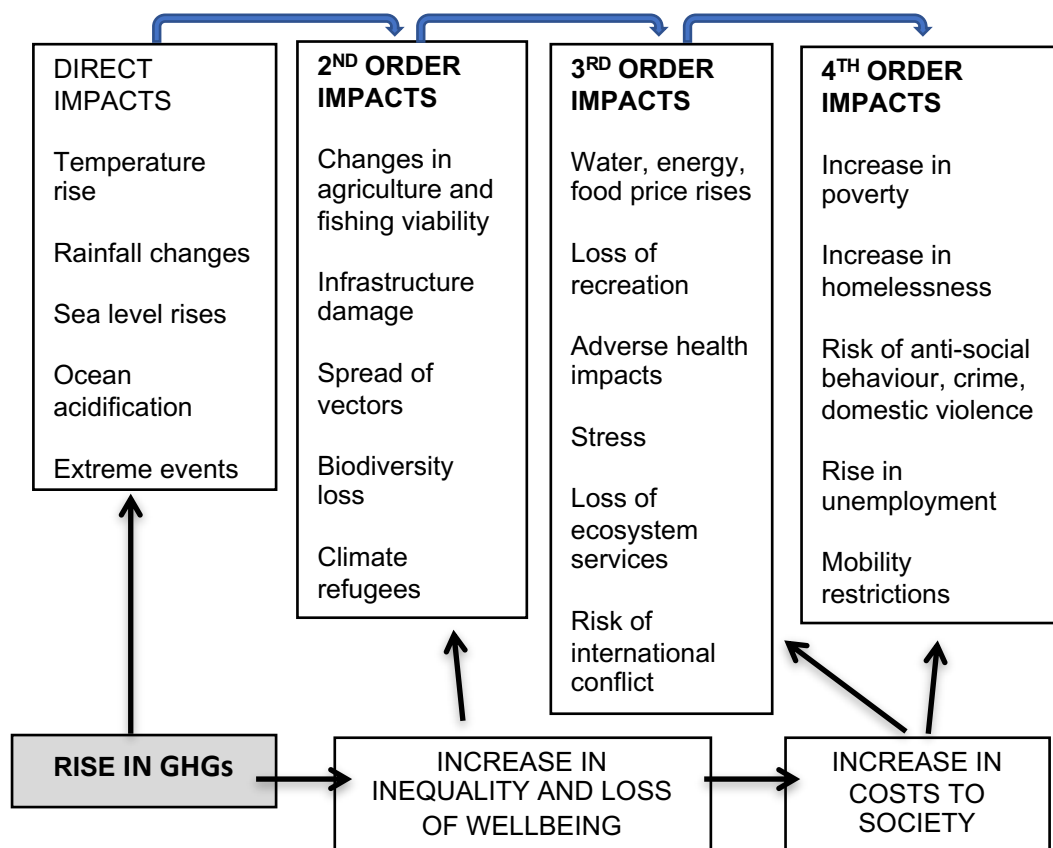 DIRECT
IMPACTS
Temperature
rise
Rainfall changes
Sea level rises
Ocean
acidification
Extreme events
2ND ORDER
IMPACTS
Changes in
agriculture and
fishing viability
Infrastructure
damage
Spread of
vectors
Biodiversity
loss
Climate
refugees
3RD ORDER
IMPACTS
Water, energy,
food price rises
Loss of
recreation
Adverse health
impacts
Stress
Loss of
ecosystem
services
Risk of
international
conflict
4TH ORDER
IMPACTS
Increase in
poverty
Increase in
homelessness
Risk of anti-social
behaviour, crime,
domestic violence
Rise in
unemployment
Mobility
restrictions
RISE IN GHGs
INCREASE IN
INEQUALITY AND LOSS
OF WELLBEING
INCREASE IN
COSTS TO
SOCIETY